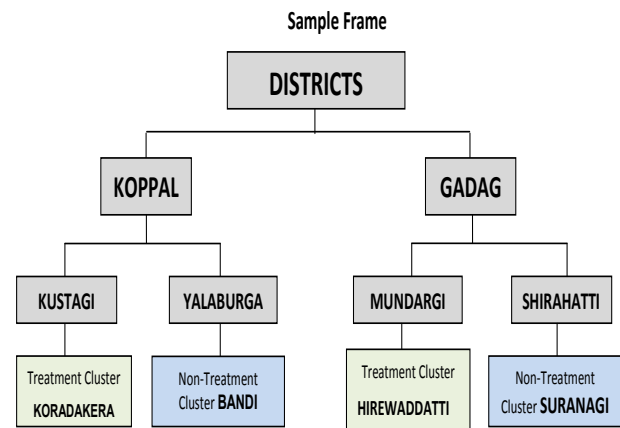 Sample Frame
DISTRICTS
KOPPAL
GADAG
KUSTAGI
YALABURGA
MUNDARGI
SHIRAHATTI
Treatment Cluster
KORADAKERA
Non-Treatment
Cluster BANDI
Treatment Cluster
HIREWADDATTI
Non-Treatment
Cluster SURANAGI